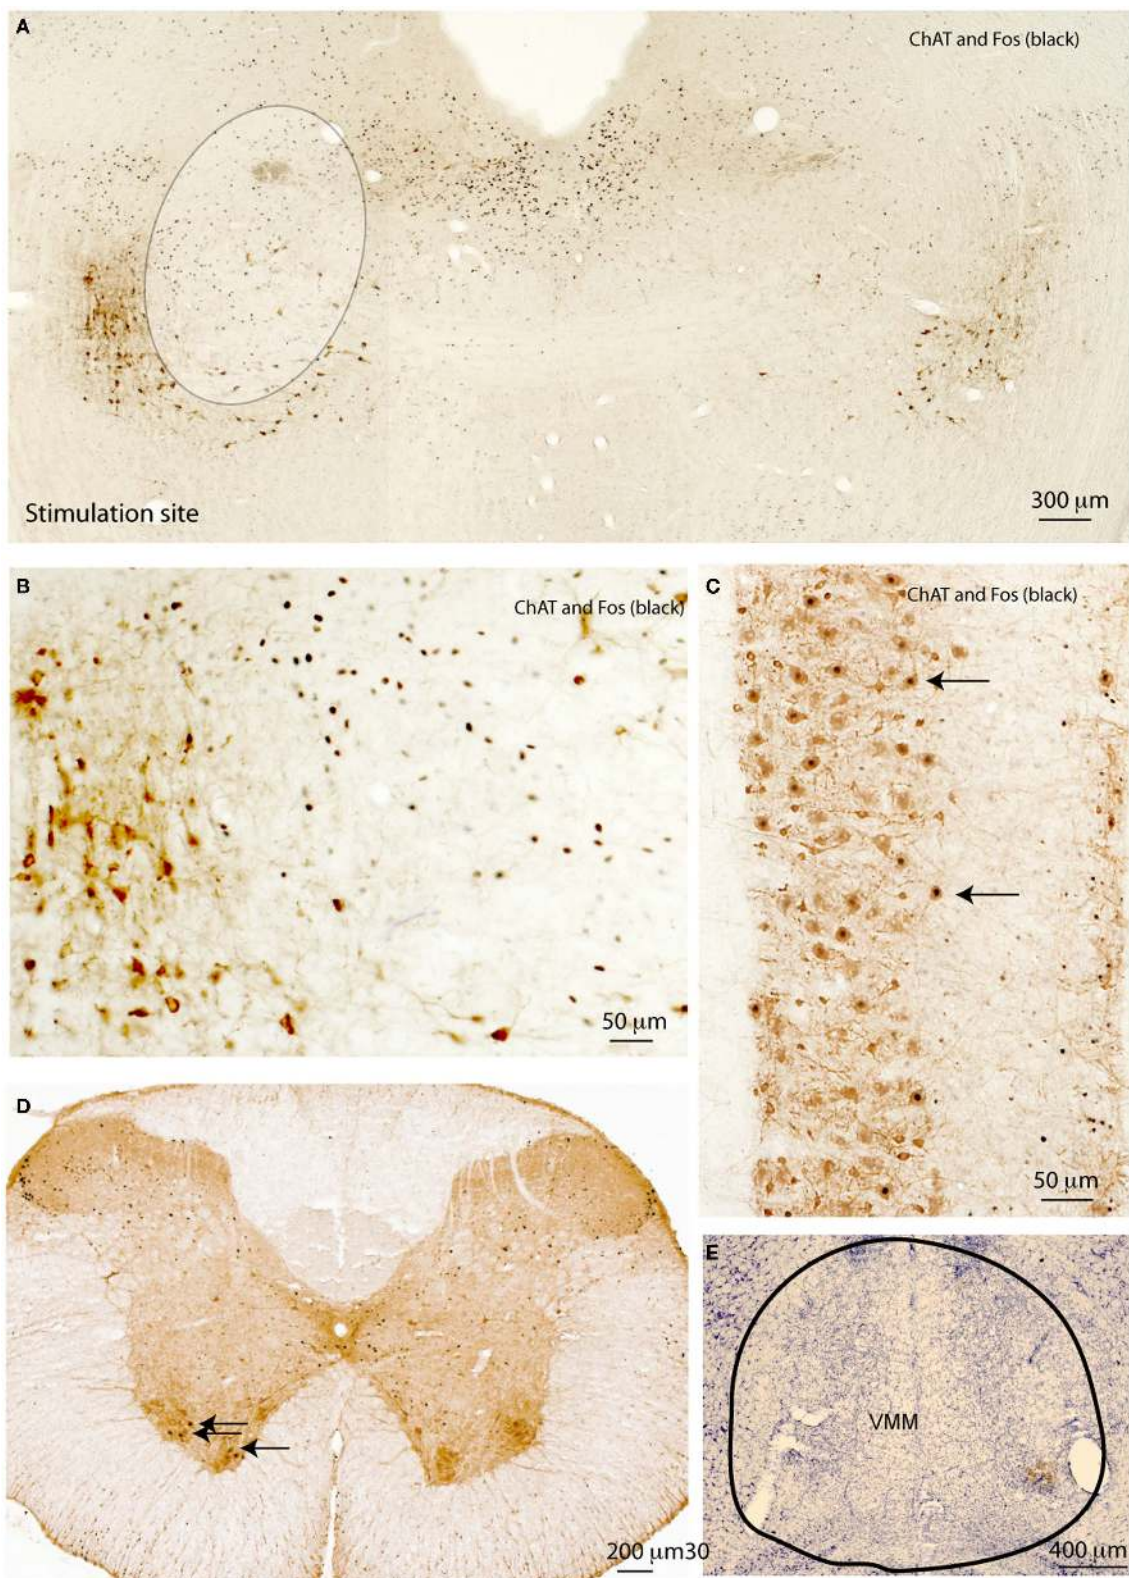 A
ChAT and Fos (black)
Stimulation site
300 μm
B
ChAT and Fos (black)
50 μm
C
ChAT and Fos (black)
50 μm
D
200 μm30
E
VMM
400 μm